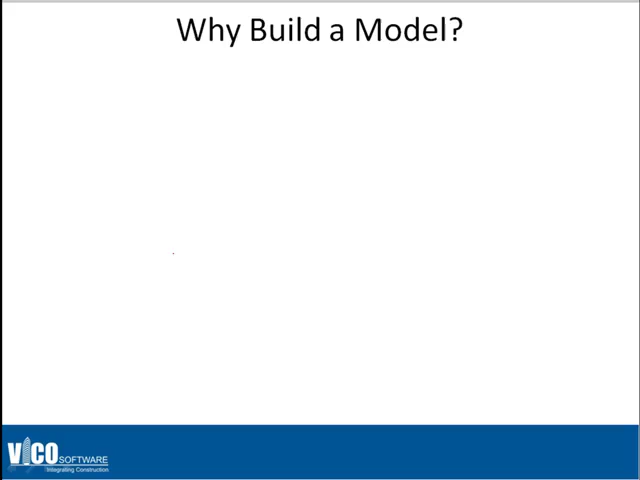 Why Build a Model?
VICO SOFTWARE
Integrating Construction